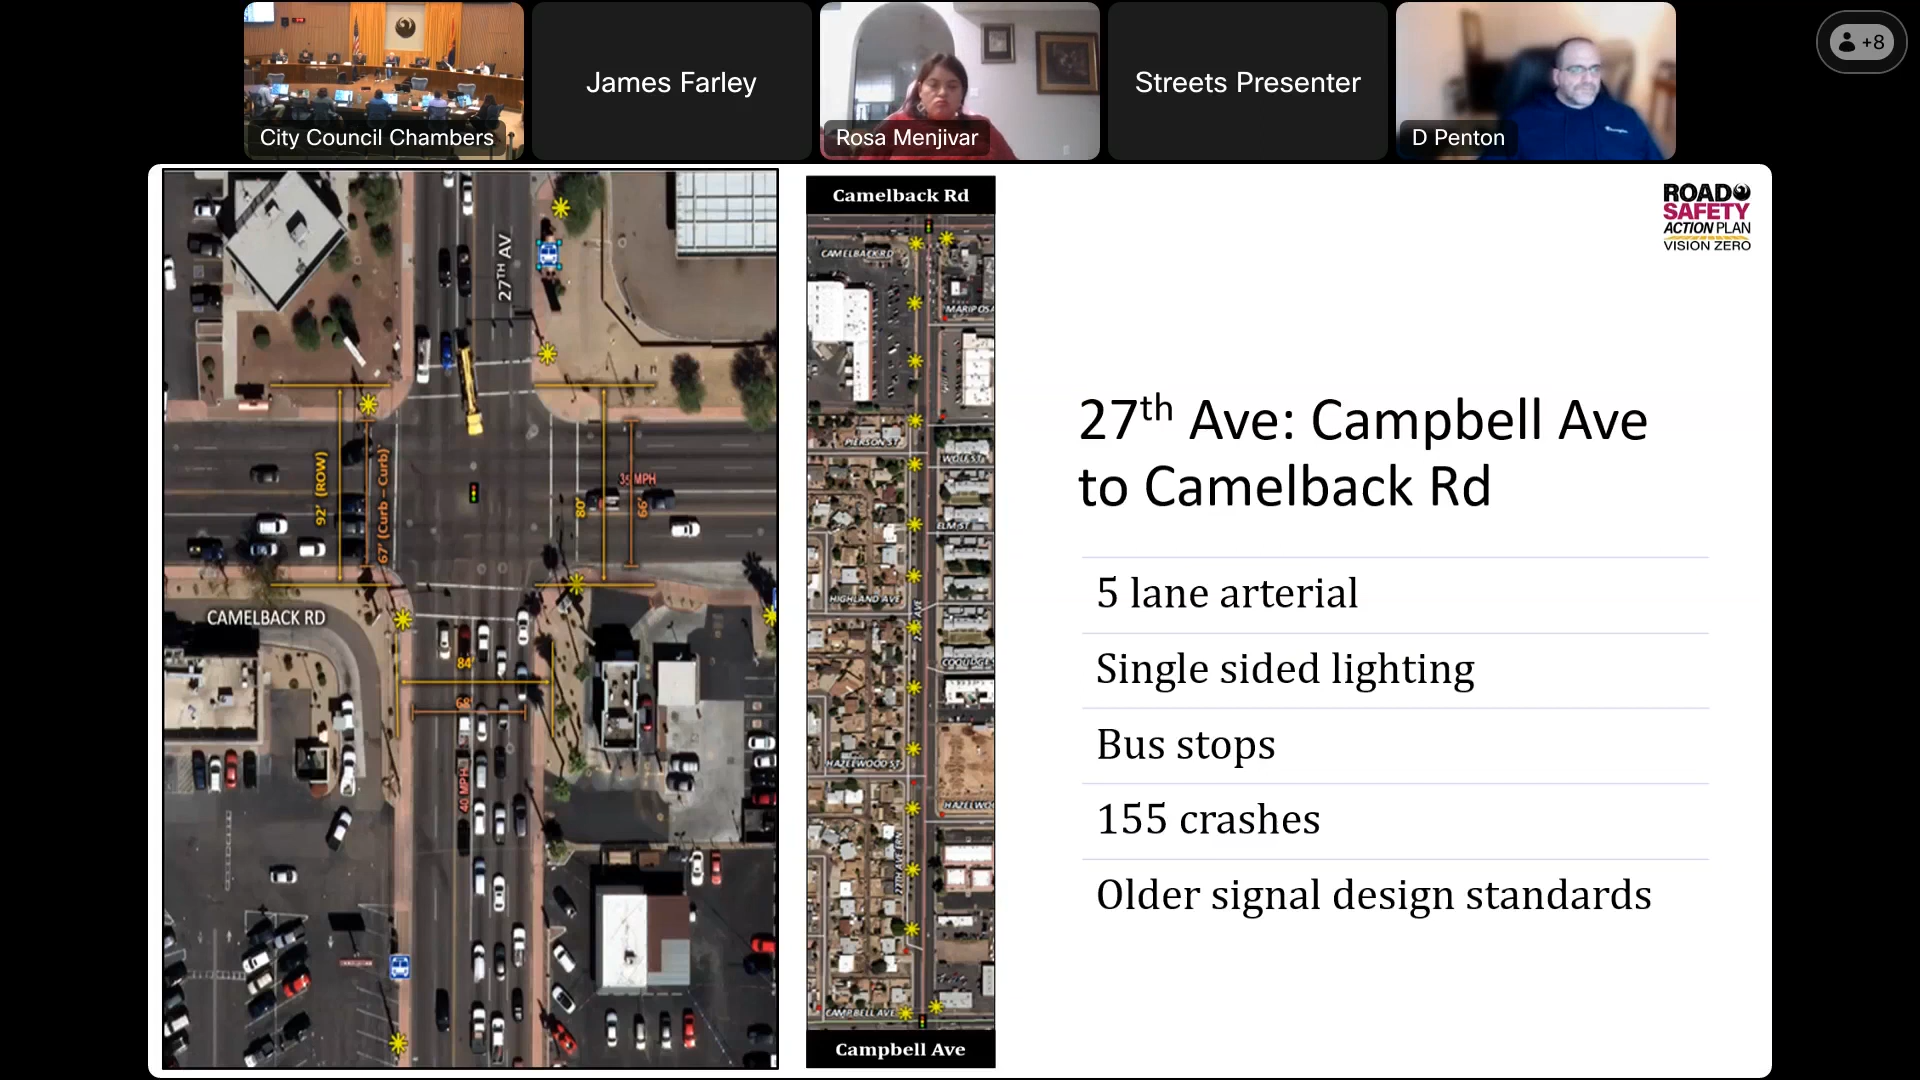 James Farley
Streets Presenter
+8
City Council Chambers
Rosa Menjivar
D Penton
ROAD
SAFETY
ACTION PLAN
VISION ZERO
27TH AV
92' (ROW)
67' (Curb – Curb)
80'
35 MPH
66'
CAMELBACK RD
84'
68'
40 MPH
Camelback Rd
CAMELBACK RD
MARIPOSA
PIERSON ST
WOLF ST
ELM ST
HIGHLAND AVE
HAZELWOOD ST
HAZELWO
CAMPBELL AVE
Campbell Ave
27th Ave: Campbell Ave
to Camelback Rd
5 lane arterial
Single sided lighting
Bus stops
155 crashes
Older signal design standards